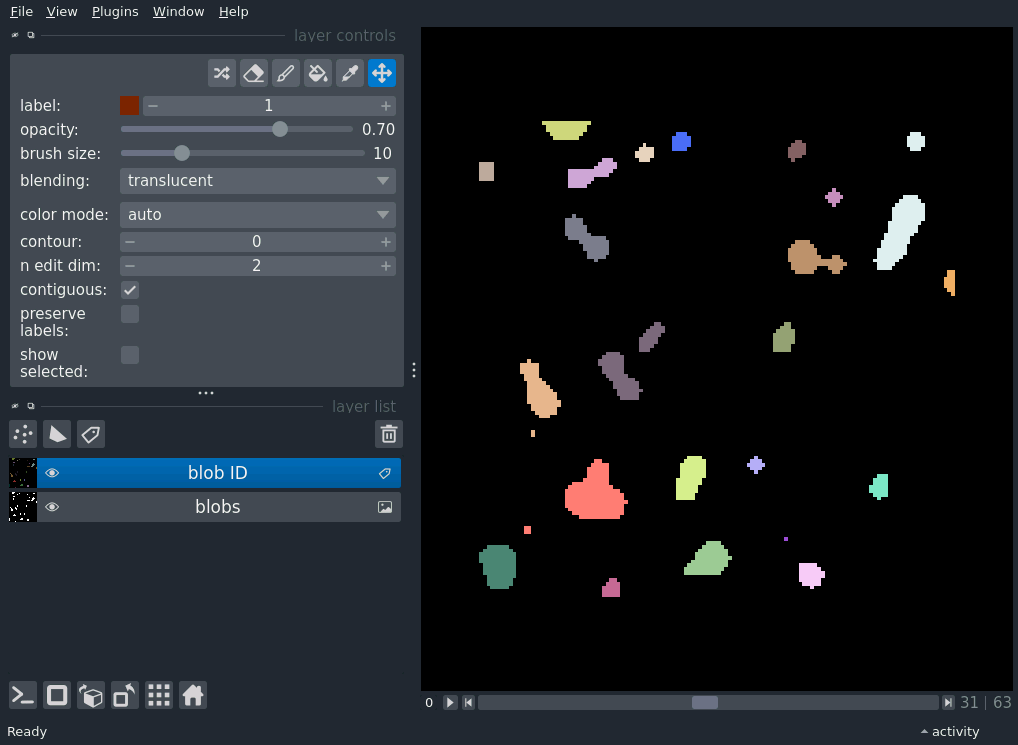 File View Plugins Window Help
layer controls
label: 1
opacity: 0.70
brush size: 10
blending: translucent
color mode: auto
contour: 0
n edit dim: 2
contiguous:
preserve
labels:
show
selected:
layer list
blob ID
blobs
0 31 | 63
Ready activity